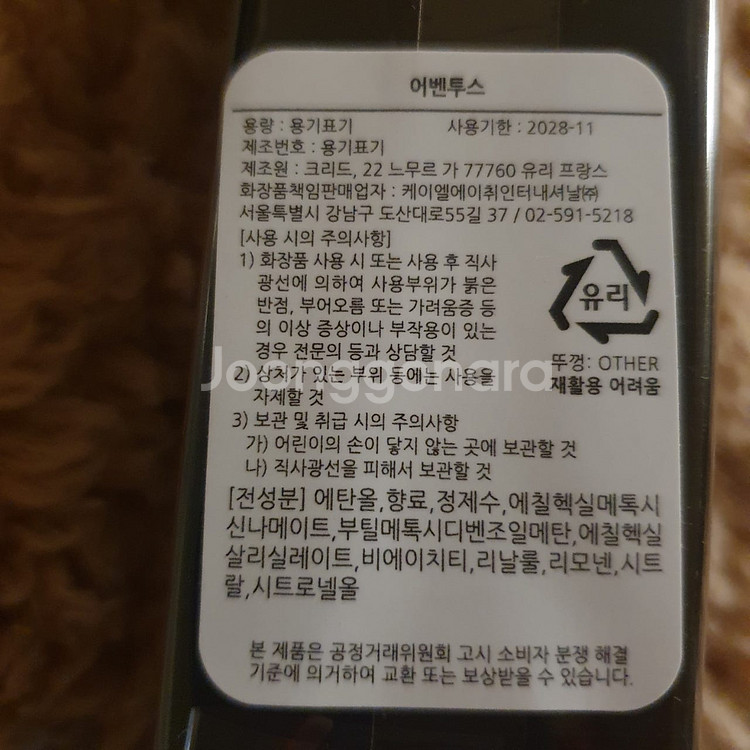 어벤투스
용량 : 용기표기 사용기한 : 2028-11
제조번호 : 용기표기
제조원 : 크리드, 22 느무르 가 77760 유리 프랑스
화장품책임판매업자 : 케이엘에이취인터내셔날㈜
서울특별시 강남구 도산대로55길 37 / 02-591-5218
[사용 시의 주의사항]
1) 화장품 사용 시 또는 사용 후 직사
광선에 의하여 사용부위가 붉은
반점, 부어오름 또는 가려움증 등
의 이상 증상이나 부작용이 있는
경우 전문의 등과 상담할 것
2) 상처가 있는 부위 등에는 사용을
자제할 것
3) 보관 및 취급 시의 주의사항
가) 어린이의 손이 닿지 않는 곳에 보관할 것
나) 직사광선을 피해서 보관할 것
유리
뚜껑: OTHER
재활용 어려움
[전성분] 에탄올,향료,정제수,에칠헥실메톡시
신나메이트,부틸메톡시디벤조일메탄,에칠헥실
살리실레이트,비에이치티,리날룰,리모넨,시트
랄,시트로넬올
본 제품은 공정거래위원회 고시 소비자 분쟁 해결
기준에 의거하여 교환 또는 보상받을 수 있습니다.
Joanggonara